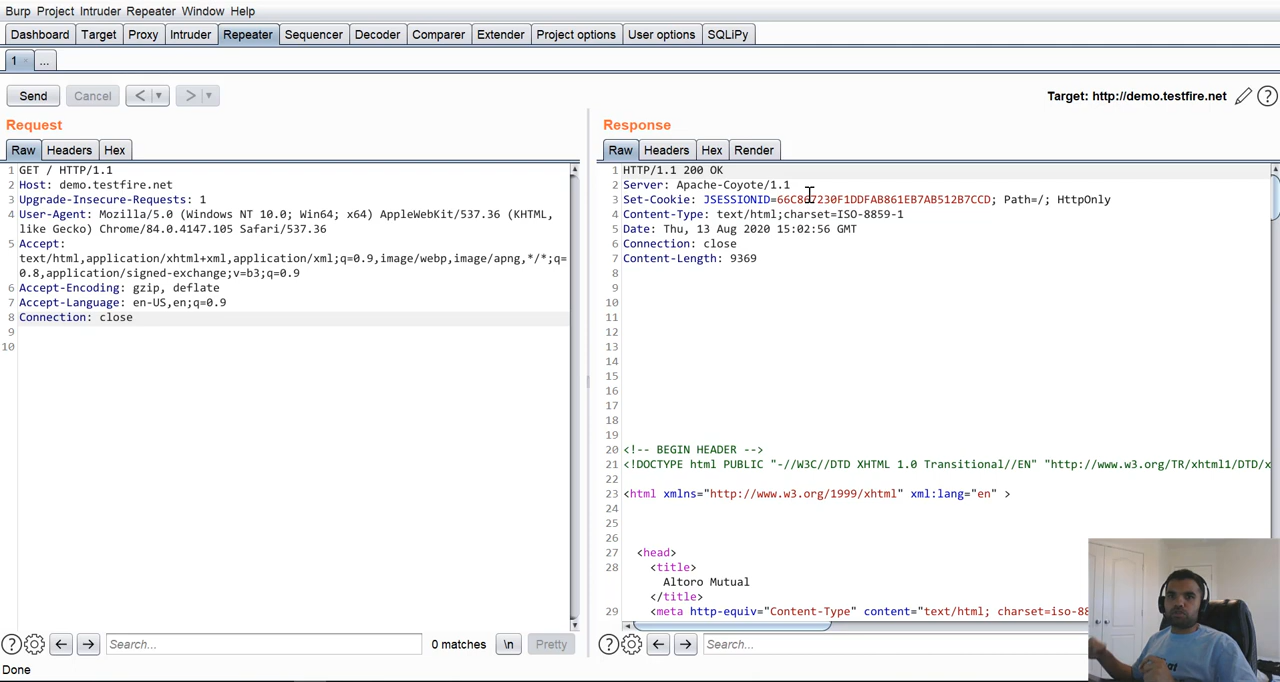 Burp Project Intruder Repeater Window Help
Dashboard Target Proxy Intruder Repeater Sequencer Decoder Comparer Extender Project options User options SQLiPy
1 ...
Send Cancel < ▼ > ▼ Target: http://demo.testfire.net ?
Request
Raw Headers Hex
1 GET / HTTP/1.1
2 Host: demo.testfire.net
3 Upgrade-Insecure-Requests: 1
4 User-Agent: Mozilla/5.0 (Windows NT 10.0; Win64; x64) AppleWebKit/537.36 (KHTML,
like Gecko) Chrome/84.0.4147.105 Safari/537.36
5 Accept:
text/html,application/xhtml+xml,application/xml;q=0.9,image/webp,image/apng,*/*;q=
0.8,application/signed-exchange;v=b3;q=0.9
6 Accept-Encoding: gzip, deflate
7 Accept-Language: en-US,en;q=0.9
8 Connection: close
9
10
? Search... 0 matches \n Pretty
Response
Raw Headers Hex Render
1 HTTP/1.1 200 OK
2 Server: Apache-Coyote/1.1
3 Set-Cookie: Path=/; HttpOnly
4 Content-Type: text/html;charset=ISO-8859-1
5 Date: Thu, 13 Aug 2020 15:02:56 GMT
6 Connection: close
7 Content-Length: 9369
8
9
10
11
12
13
14
15
16
17
18
19
20 <!-- BEGIN HEADER -->
21 <!DOCTYPE html PUBLIC "-//W3C//DTD XHTML 1.0 Transitional//EN" "http://www.w3.org/TR/xhtml1/DTD/x
22
23 <html xmlns="http://www.w3.org/1999/xhtml" xml:lang="en" >
24
25
26
27 <head>
28 <title>
Altoro Mutual
</title>
29 <meta http-equiv="Content-Type" content="text/html; charset=iso-88
? Search...
Done